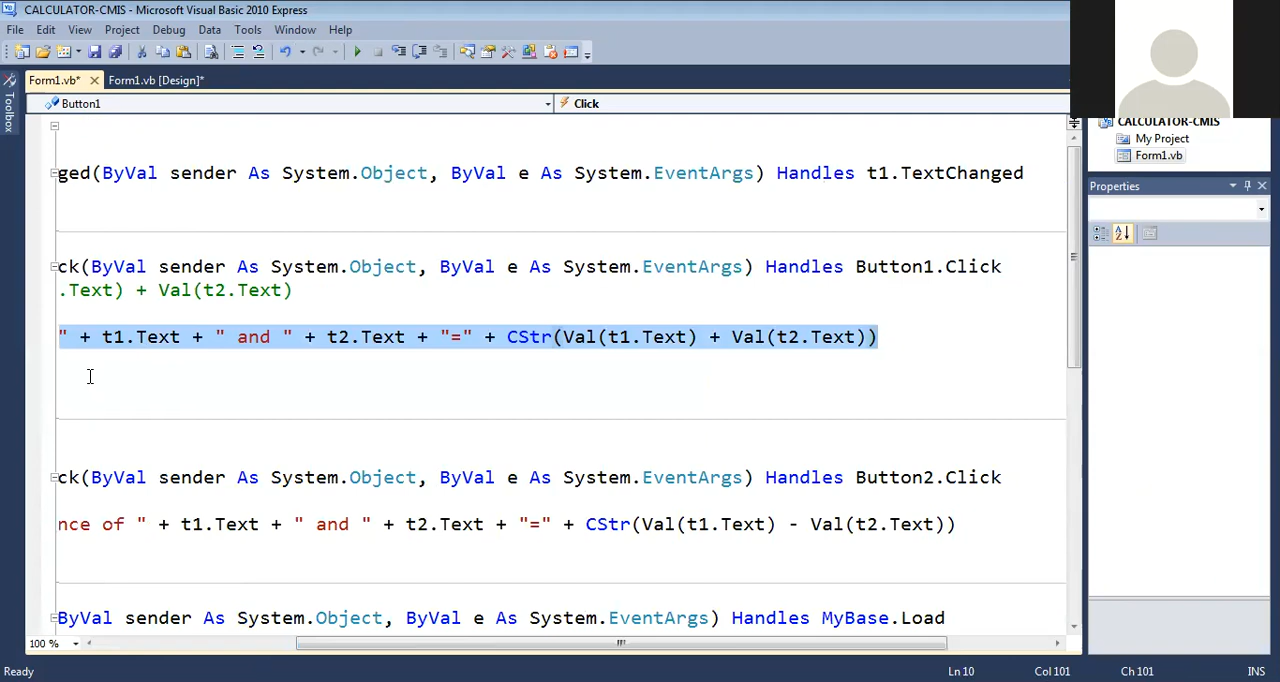 CALCULATOR-CMIS - Microsoft Visual Basic 2010 Express
File Edit View Project Debug Data Tools Window Help
Form1.vb* Form1.vb [Design]*
Button1 Click
CALCULATOR-CMIS
My Project
Form1.vb
Toolbox
Properties
ged(ByVal sender As System.Object, ByVal e As System.EventArgs) Handles t1.TextChanged
ck(ByVal sender As System.Object, ByVal e As System.EventArgs) Handles Button1.Click
.Text) + Val(t2.Text)
" + t1.Text + " and " + t2.Text + "=" + CStr(Val(t1.Text) + Val(t2.Text))
ck(ByVal sender As System.Object, ByVal e As System.EventArgs) Handles Button2.Click
nce of " + t1.Text + " and " + t2.Text + "=" + CStr(Val(t1.Text) - Val(t2.Text))
ByVal sender As System.Object, ByVal e As System.EventArgs) Handles MyBase.Load
100 %
Ready Ln 10 Col 101 Ch 101 INS